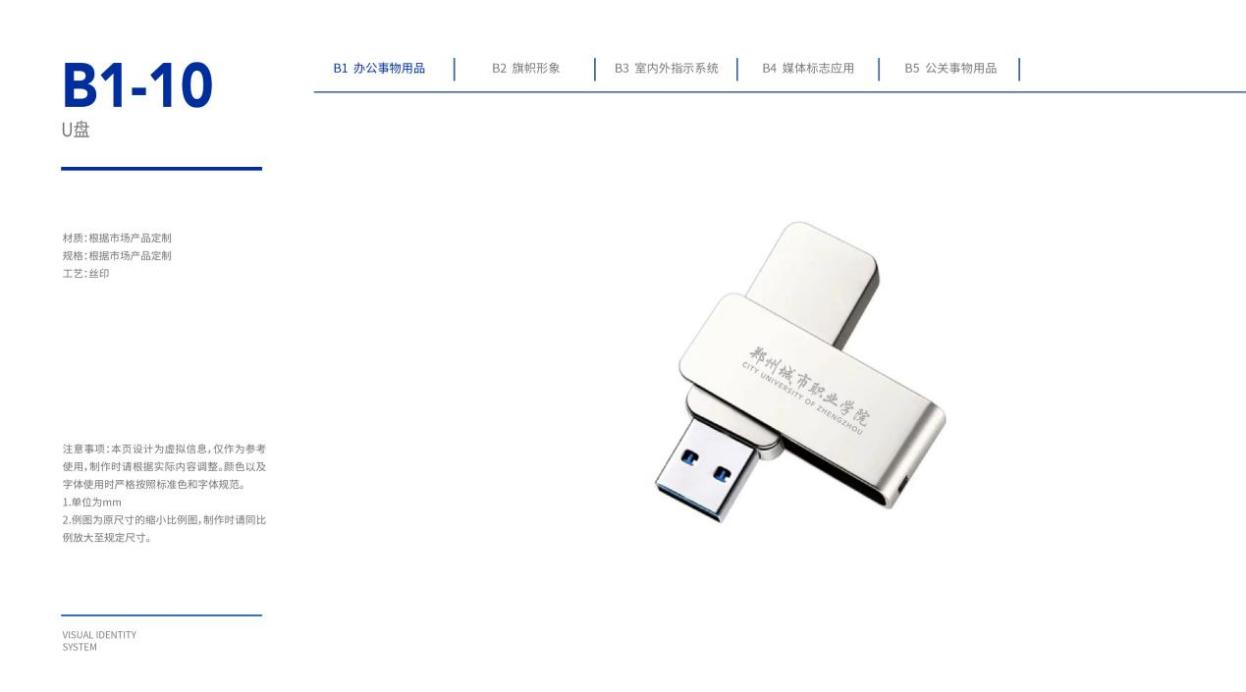 B1-10
U盘
B1 办公事物用品
B2 旗帜形象
B3 室内外指示系统
B4 媒体标志应用
B5 公关事物用品
材质:根据市场产品定制
规格:根据市场产品定制
工艺:丝印
郑州城市职业学院
CITY UNIVERSITY OF ZHENGZHOU
注意事项:本页设计为虚拟信息,仅作为参考
使用,制作时请根据实际内容调整。颜色以及
字体使用时严格按照标准色和字体规范。
1.单位为mm
2.例图为原尺寸的缩小比例图,制作时请同比
例放大至规定尺寸。
VISUAL IDENTITY
SYSTEM